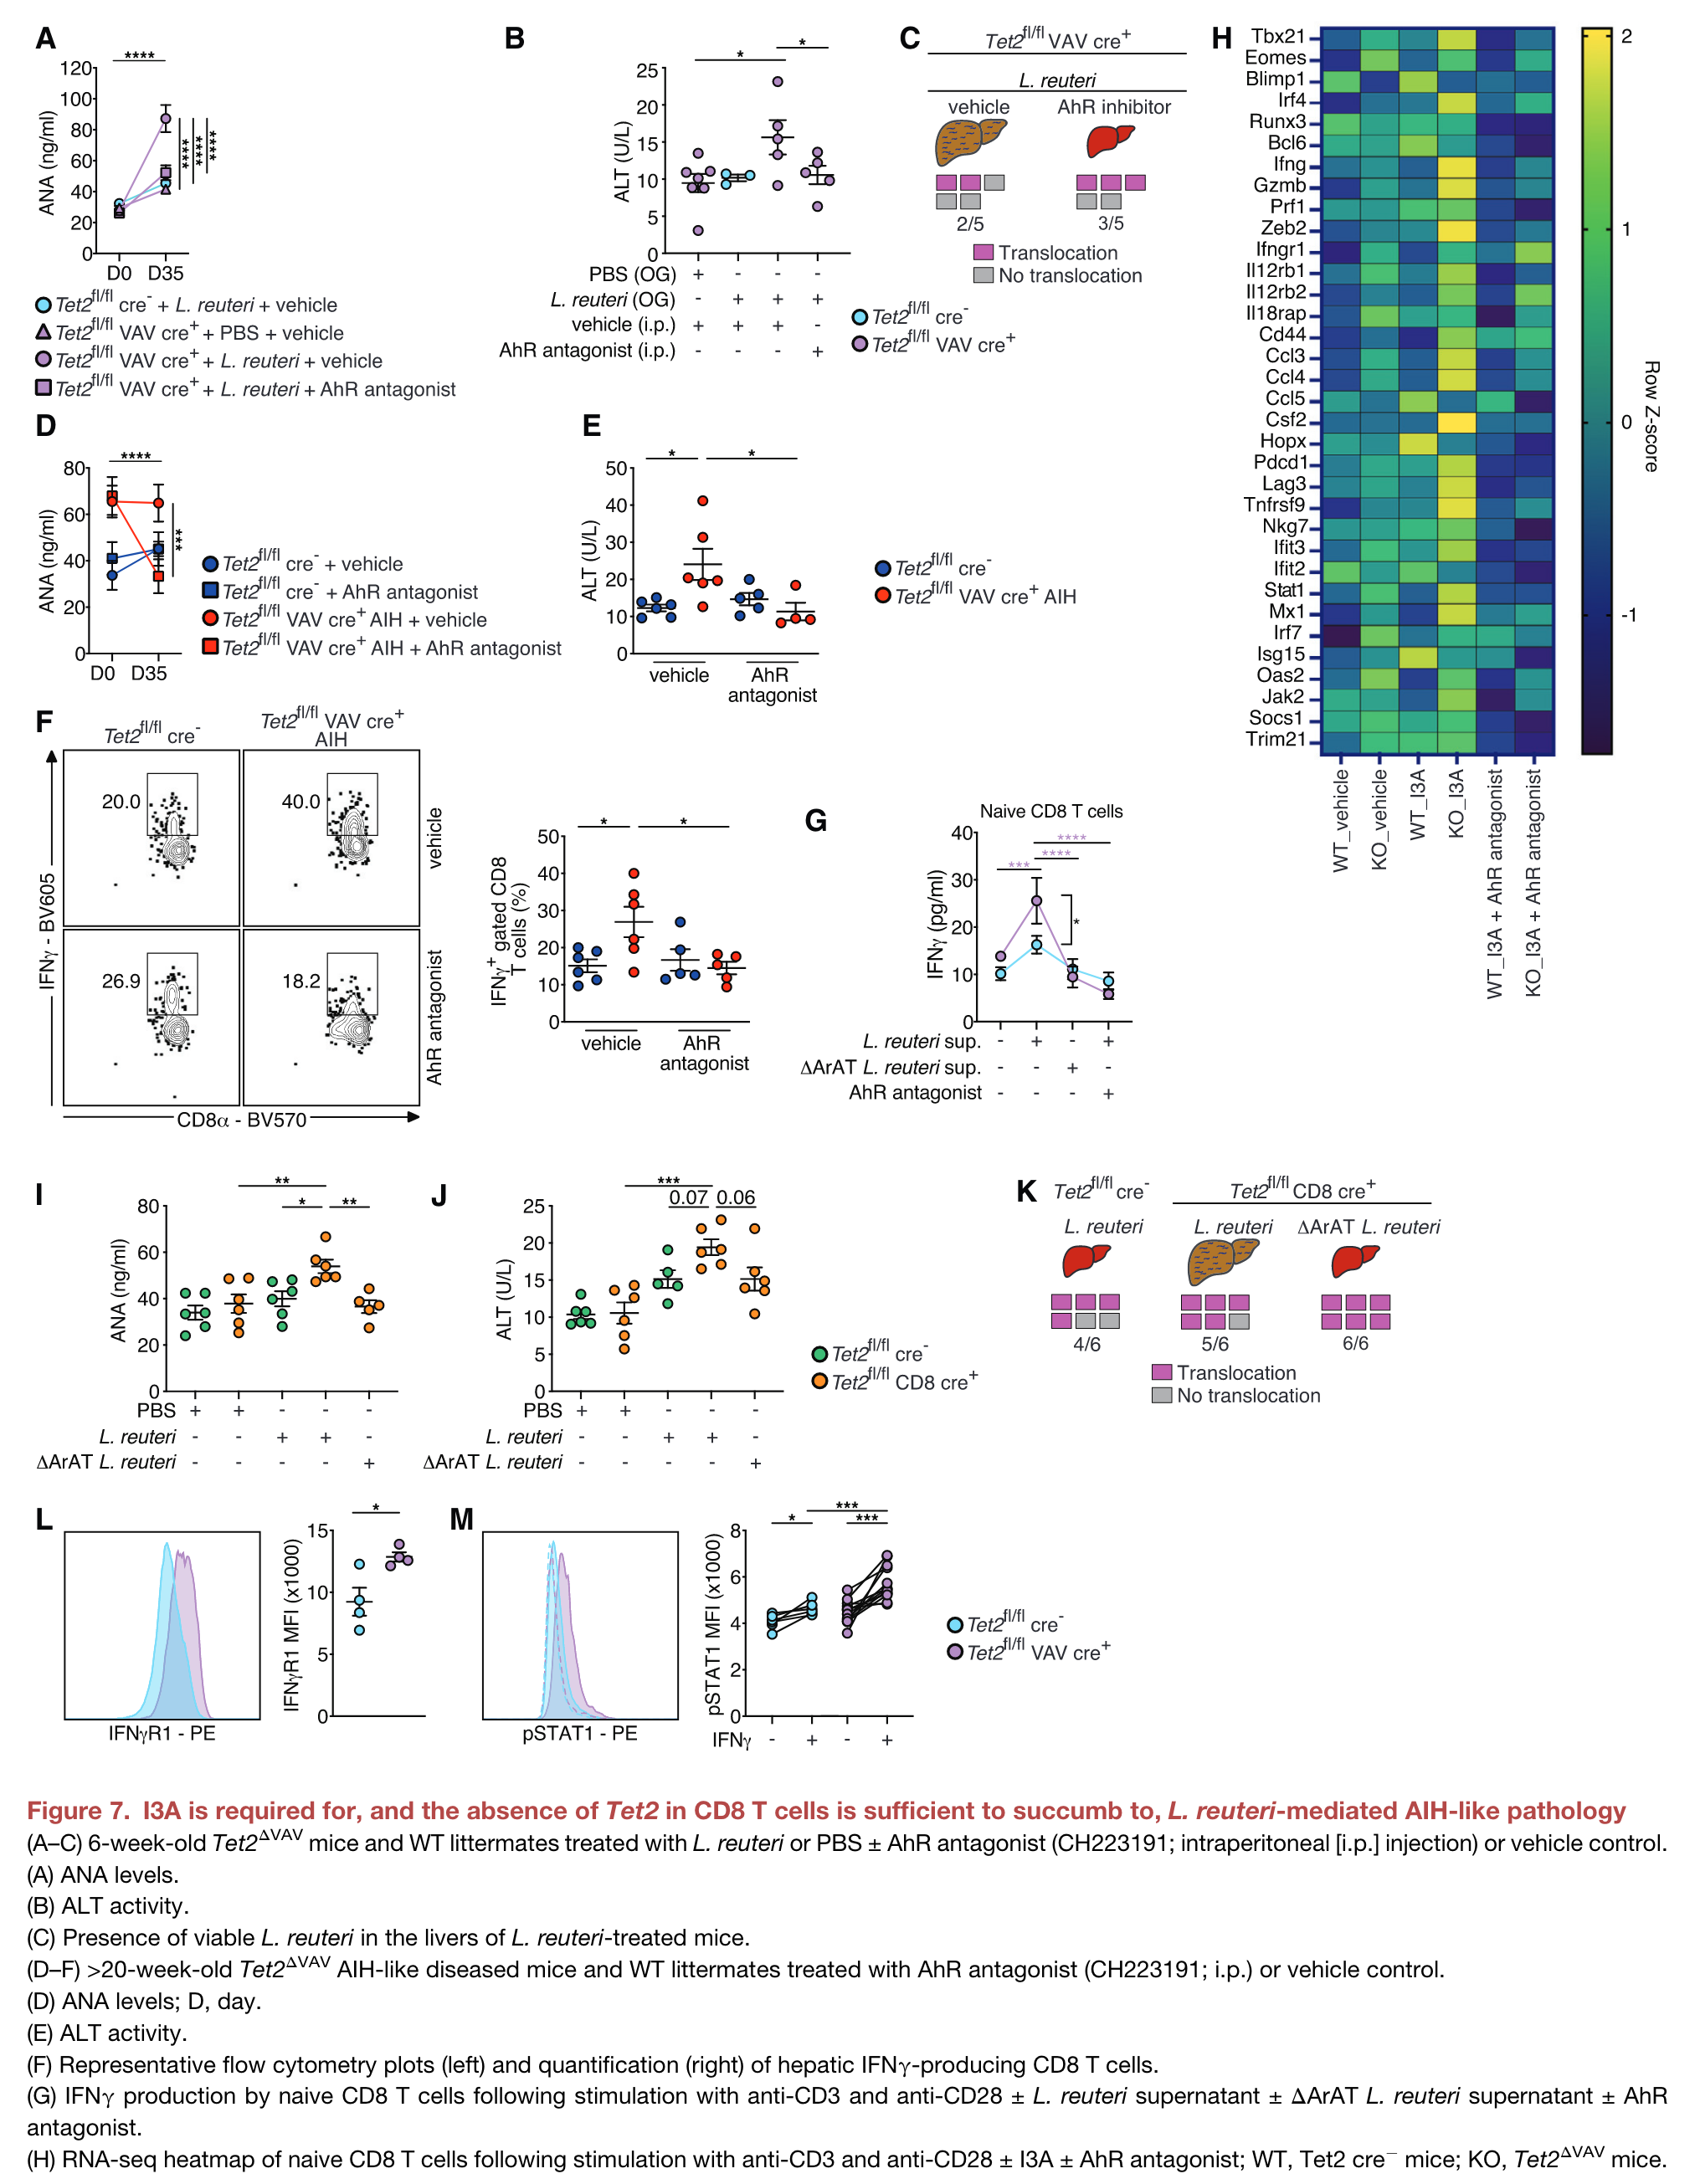 A
****
ANA (ng/ml)
120
100
80
60
40
20
0
****
****
****
D0 D35
Tet2fl/fl cre- + L. reuteri + vehicle
Tet2fl/fl VAV cre+ + PBS + vehicle
Tet2fl/fl VAV cre+ + L. reuteri + vehicle
Tet2fl/fl VAV cre+ + L. reuteri + AhR antagonist
B
*
*
ALT (U/L)
25
20
15
10
5
0
PBS (OG) + - - -
L. reuteri (OG) - + + +
vehicle (i.p.) + + + -
AhR antagonist (i.p.) - - - +
Tet2fl/fl cre-
Tet2fl/fl VAV cre+
C
Tet2fl/fl VAV cre+
L. reuteri
vehicle AhR inhibitor
2/5 3/5
Translocation
No translocation
D
****
ANA (ng/ml)
80
60
40
20
0
***
D0 D35
Tet2fl/fl cre- + vehicle
Tet2fl/fl cre- + AhR antagonist
Tet2fl/fl VAV cre+ AIH + vehicle
Tet2fl/fl VAV cre+ AIH + AhR antagonist
E
* *
ALT (U/L)
50
40
30
20
10
0
vehicle AhR
antagonist
Tet2fl/fl cre-
Tet2fl/fl VAV cre+ AIH
F
Tet2fl/fl cre- Tet2fl/fl VAV cre+
AIH
20.0 40.0
vehicle
26.9 18.2
AhR antagonist
IFNγ - BV605
CD8α - BV570
* *
IFNγ+ gated CD8
T cells (%)
50
40
30
20
10
0
vehicle AhR
antagonist
G
Naive CD8 T cells
****
****
***
*
IFNγ (pg/ml)
40
30
20
10
0
L. reuteri sup. - + - +
ΔArAT L. reuteri sup. - - + -
AhR antagonist - - - +
H
Tbx21
Eomes
Blimp1
Irf4
Runx3
Bcl6
Ifng
Gzmb
Prf1
Zeb2
Ifngr1
Il12rb1
Il12rb2
Il18rap
Cd44
Ccl3
Ccl4
Ccl5
Csf2
Hopx
Pdcd1
Lag3
Tnfrsf9
Nkg7
Ifit3
Ifit2
Stat1
Mx1
Irf7
Isg15
Oas2
Jak2
Socs1
Trim21
WT_vehicle
KO_vehicle
WT_I3A
KO_I3A
WT_I3A + AhR antagonist
KO_I3A + AhR antagonist
2
1
0
-1
Row Z-score
I
**
* **
ANA (ng/ml)
80
60
40
20
0
PBS + + - - -
L. reuteri - - + + -
ΔArAT L. reuteri - - - - +
J
***
0.07 0.06
ALT (U/L)
25
20
15
10
5
0
PBS + + - - -
L. reuteri - - + + -
ΔArAT L. reuteri - - - - +
Tet2fl/fl cre-
Tet2fl/fl CD8 cre+
K
Tet2fl/fl cre- Tet2fl/fl CD8 cre+
L. reuteri L. reuteri ΔArAT L. reuteri
4/6 5/6 6/6
Translocation
No translocation
L
IFNγR1 - PE
*
IFNγR1 MFI (x1000)
15
10
5
0
M
pSTAT1 - PE
***
* ***
pSTAT1 MFI (x1000)
8
6
4
2
0
IFNγ - + - +
Tet2fl/fl cre-
Tet2fl/fl VAV cre+
Figure 7. I3A is required for, and the absence of Tet2 in CD8 T cells is sufficient to succumb to, L. reuteri-mediated AIH-like pathology
(A–C) 6-week-old Tet2ΔVAV mice and WT littermates treated with L. reuteri or PBS ± AhR antagonist (CH223191; intraperitoneal [i.p.] injection) or vehicle control.
(A) ANA levels.
(B) ALT activity.
(C) Presence of viable L. reuteri in the livers of L. reuteri-treated mice.
(D–F) >20-week-old Tet2ΔVAV AIH-like diseased mice and WT littermates treated with AhR antagonist (CH223191; i.p.) or vehicle control.
(D) ANA levels; D, day.
(E) ALT activity.
(F) Representative flow cytometry plots (left) and quantification (right) of hepatic IFNγ-producing CD8 T cells.
(G) IFNγ production by naive CD8 T cells following stimulation with anti-CD3 and anti-CD28 ± L. reuteri supernatant ± ΔArAT L. reuteri supernatant ± AhR
antagonist.
(H) RNA-seq heatmap of naive CD8 T cells following stimulation with anti-CD3 and anti-CD28 ± I3A ± AhR antagonist; WT, Tet2 cre− mice; KO, Tet2ΔVAV mice.